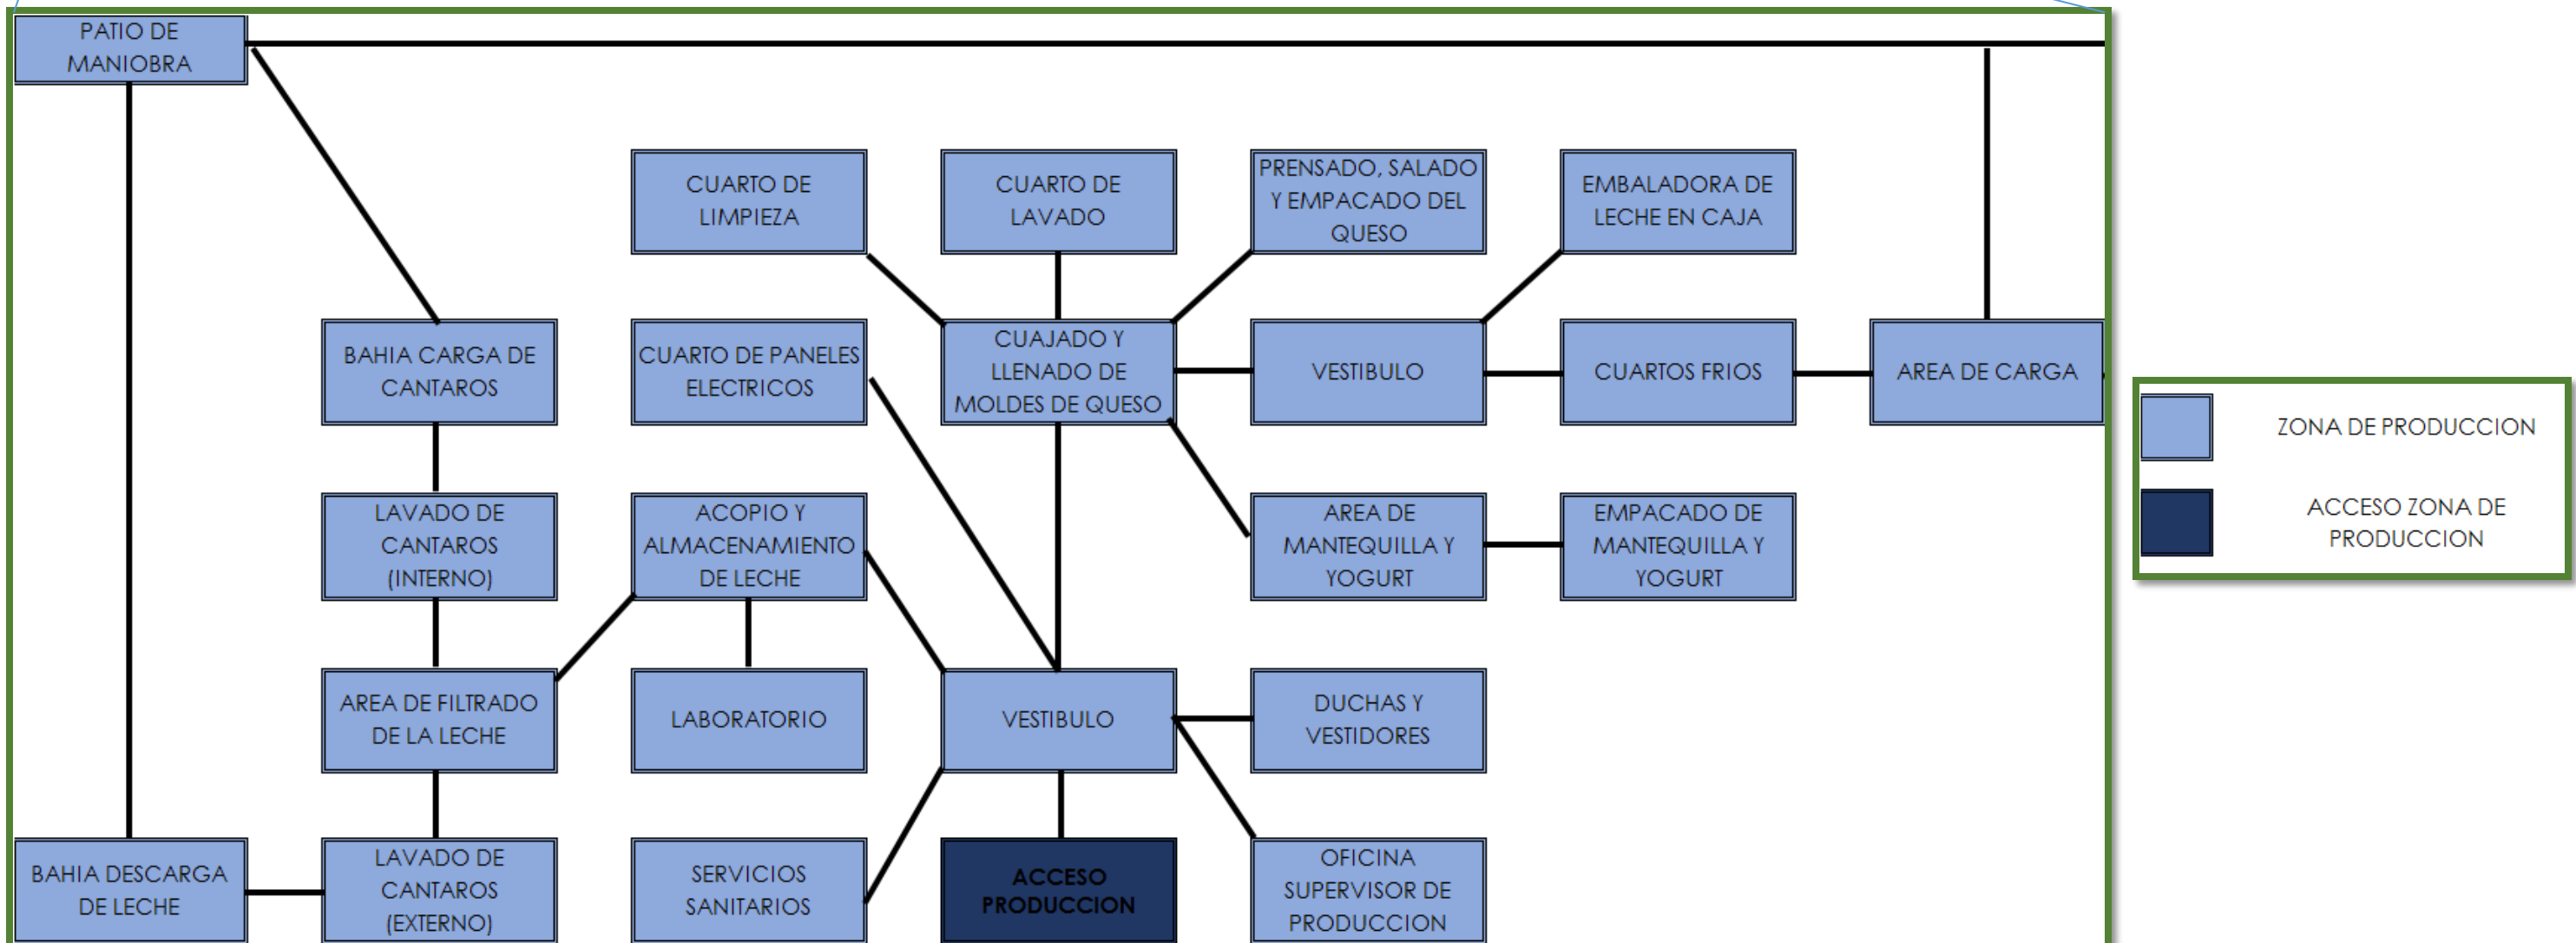 PATIO DE
MANIOBRA
CUARTO DE
LIMPIEZA
CUARTO DE
LAVADO
PRENSADO, SALADO
Y EMPACADO DEL
QUESO
EMBALADORA DE
LECHE EN CAJA
BAHIA CARGA DE
CANTAROS
CUARTO DE PANELES
ELECTRICOS
CUAJADO Y
LLENADO DE
MOLDES DE QUESO
VESTIBULO
CUARTOS FRIOS
AREA DE CARGA
LAVADO DE
CANTAROS
(INTERNO)
ACOPIO Y
ALMACENAMIENTO
DE LECHE
AREA DE
MANTEQUILLA Y
YOGURT
EMPACADO DE
MANTEQUILLA Y
YOGURT
AREA DE FILTRADO
DE LA LECHE
LABORATORIO
VESTIBULO
DUCHAS Y
VESTIDORES
BAHIA DESCARGA
DE LECHE
LAVADO DE
CANTAROS
(EXTERNO)
SERVICIOS
SANITARIOS
ACCESO
PRODUCCION
OFICINA
SUPERVISOR DE
PRODUCCION
ZONA DE PRODUCCION
ACCESO ZONA DE
PRODUCCION